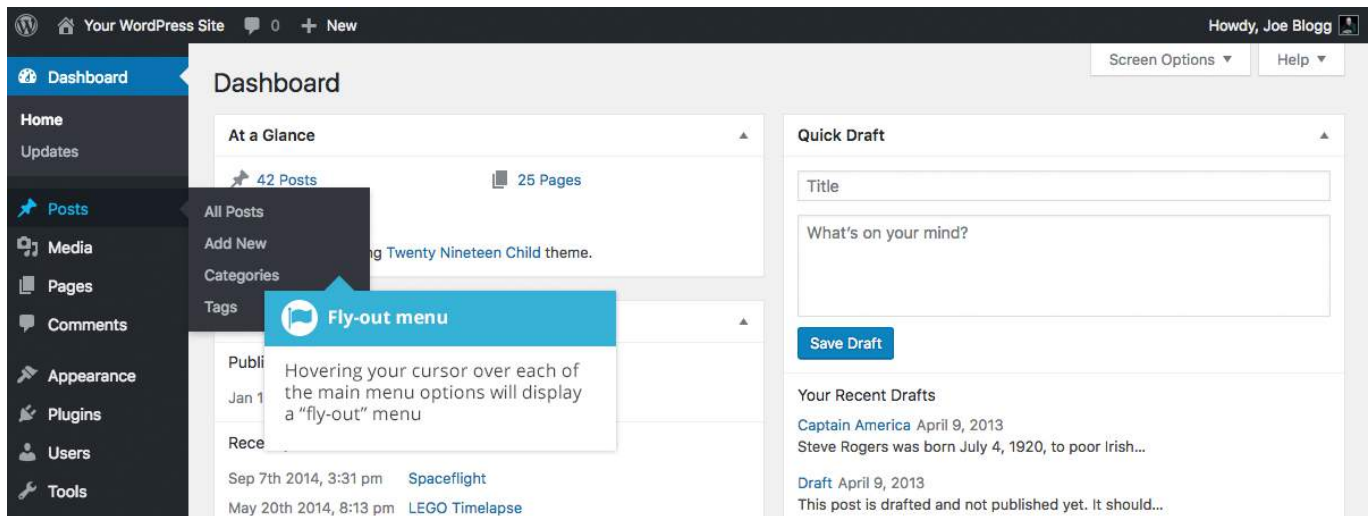 Your WordPress Site 0 + New
Howdy, Joe Blogg
Dashboard
Home
Updates
Posts
Media
Pages
Comments
Appearance
Plugins
Users
Tools
All Posts
Add New
Categories
Tags
Screen Options ▼
Help ▼
Dashboard
At a Glance
42 Posts
25 Pages
Twenty Nineteen Child theme.
Fly-out menu
Hovering your cursor over each of
the main menu options will display
a “fly-out” menu
Publi
Jan 1
Rece
Sep 7th 2014, 3:31 pm Spaceflight
May 20th 2014, 8:13 pm LEGO Timelapse
Quick Draft
Title
What's on your mind?
Save Draft
Your Recent Drafts
Captain America April 9, 2013
Steve Rogers was born July 4, 1920, to poor Irish...
Draft April 9, 2013
This post is drafted and not published yet. It should...